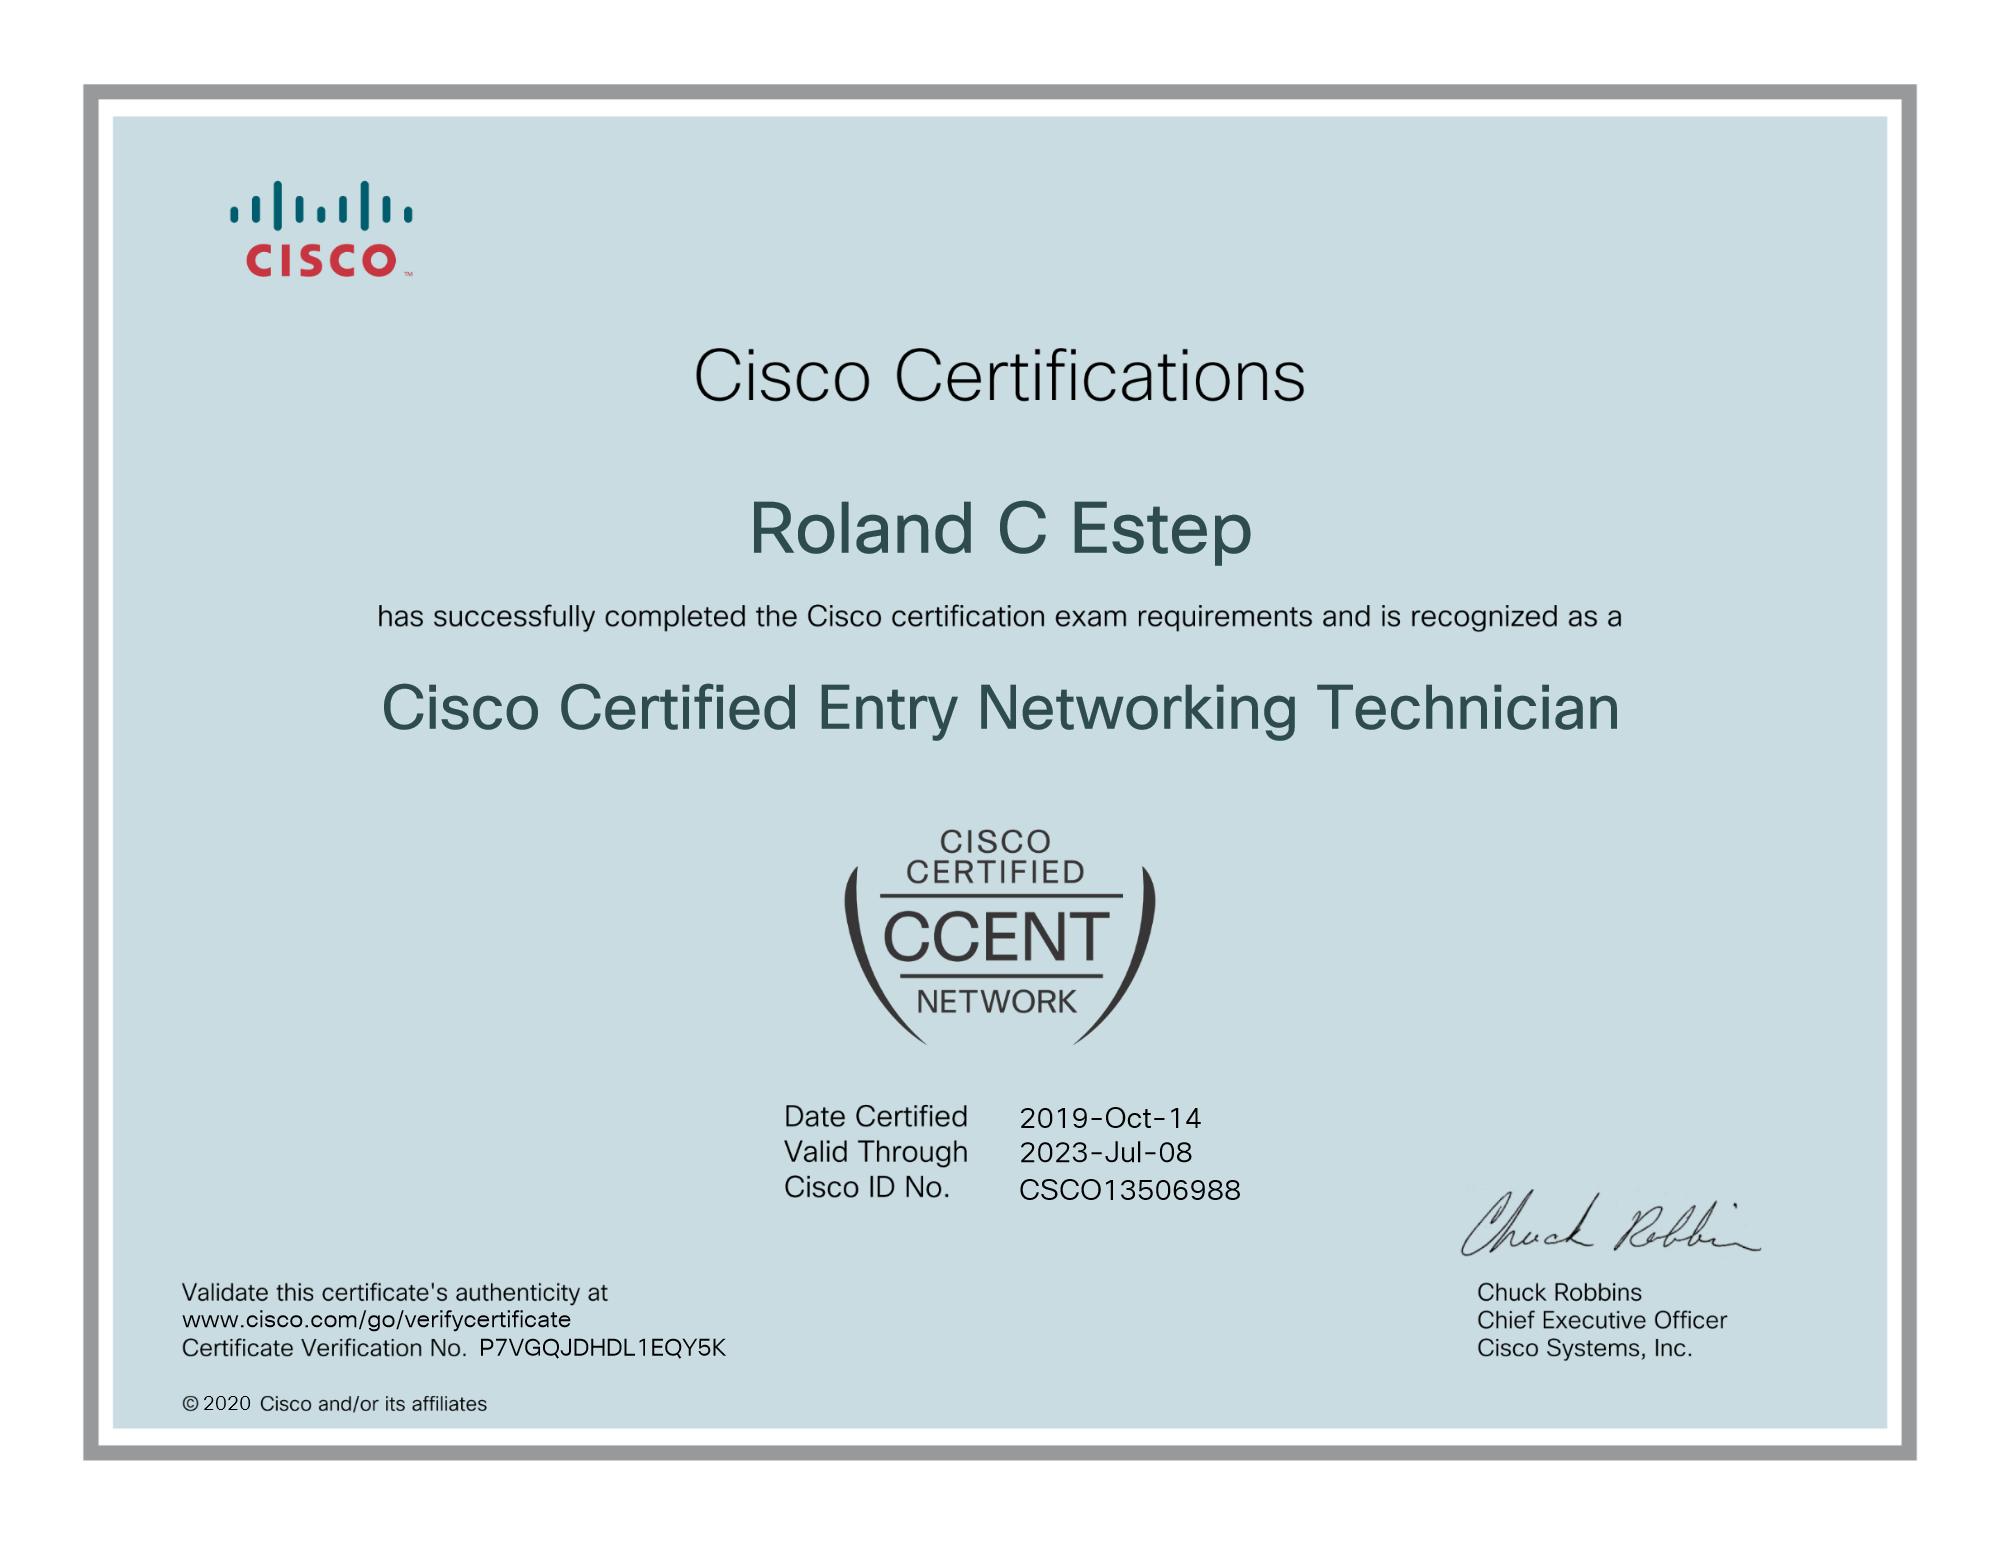 CISCO TM
Cisco Certifications
Roland C Estep
has successfully completed the Cisco certification exam requirements and is recognized as a
Cisco Certified Entry Networking Technician
CISCO
CERTIFIED
CCENT
NETWORK
Date Certified 2019-Oct-14
Valid Through 2023-Jul-08
Cisco ID No. CSCO13506988
Chuck Robbins
Validate this certificate's authenticity at
www.cisco.com/go/verifycertificate
Certificate Verification No. P7VGQJDHDL1EQY5K
© 2020 Cisco and/or its affiliates
Chuck Robbins
Chief Executive Officer
Cisco Systems, Inc.